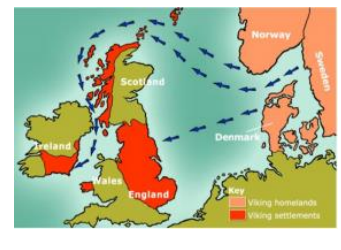 Norway
Sweden
Scotland
Denmark
Ireland
Wales
England
Key
Viking homelands
Viking settlements